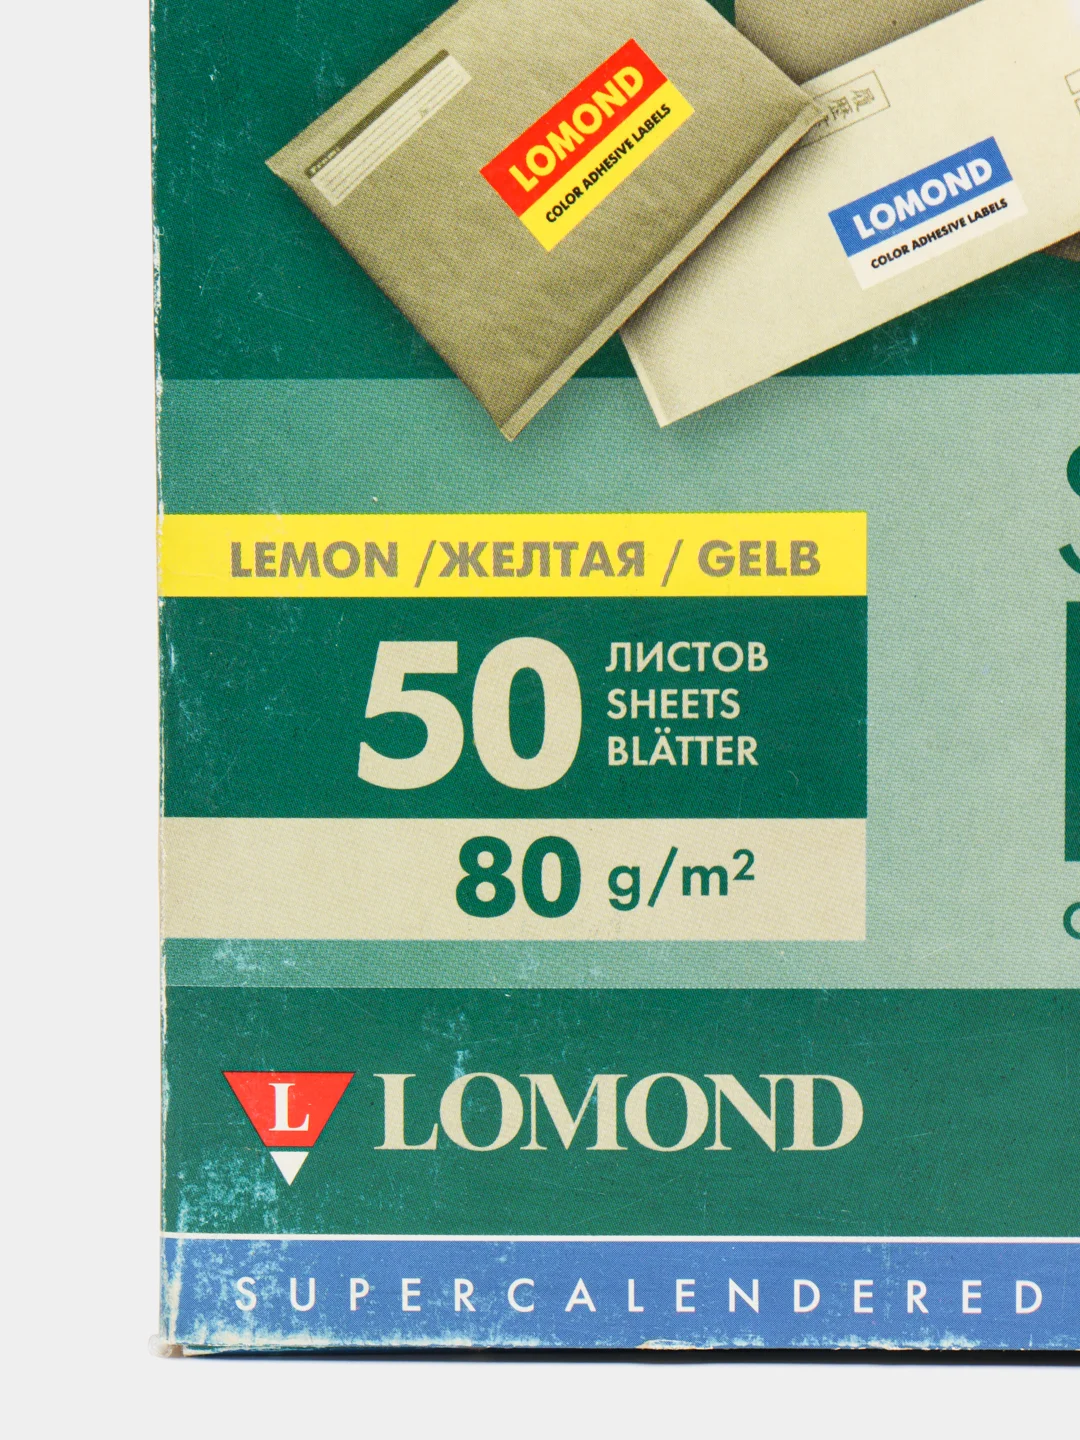 LOMOND
COLOR ADHESIVE LABELS
LOMOND
COLOR ADHESIVE LABELS
LEMON /ЖЕЛТАЯ / GELB
50
ЛИСТОВ
SHEETS
BLÄTTER
80 g/m²
L LOMOND
SUPERCALENDERED